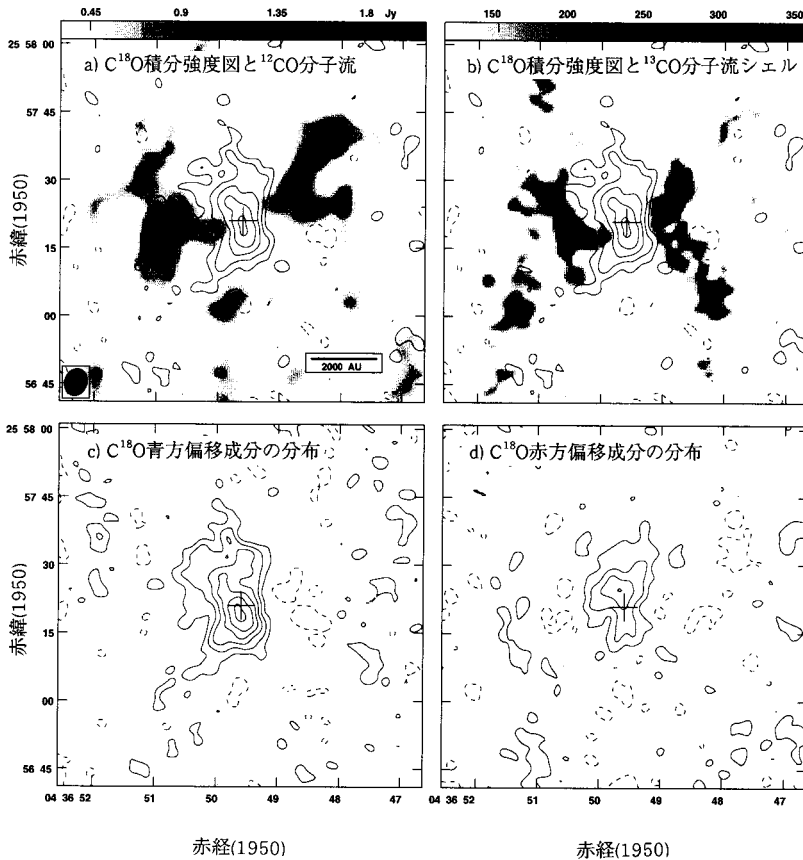 0.45 0.9 1.35 1.8 Jy
150 200 250 300 350
a) C¹⁸O積分強度図と¹²CO分子流
b) C¹⁸O積分強度図と¹³CO分子流シェル
25 58 00
57 45
30
15
00
56 45
赤緯(1950)
2000 AU
c) C¹⁸O青方偏移成分の分布
d) C¹⁸O赤方偏移成分の分布
25 58 00
57 45
30
15
00
56 45
赤緯(1950)
04 36 52 51 50 49 48 47
04 36 52 51 50 49 48 47
赤経(1950)
赤経(1950)